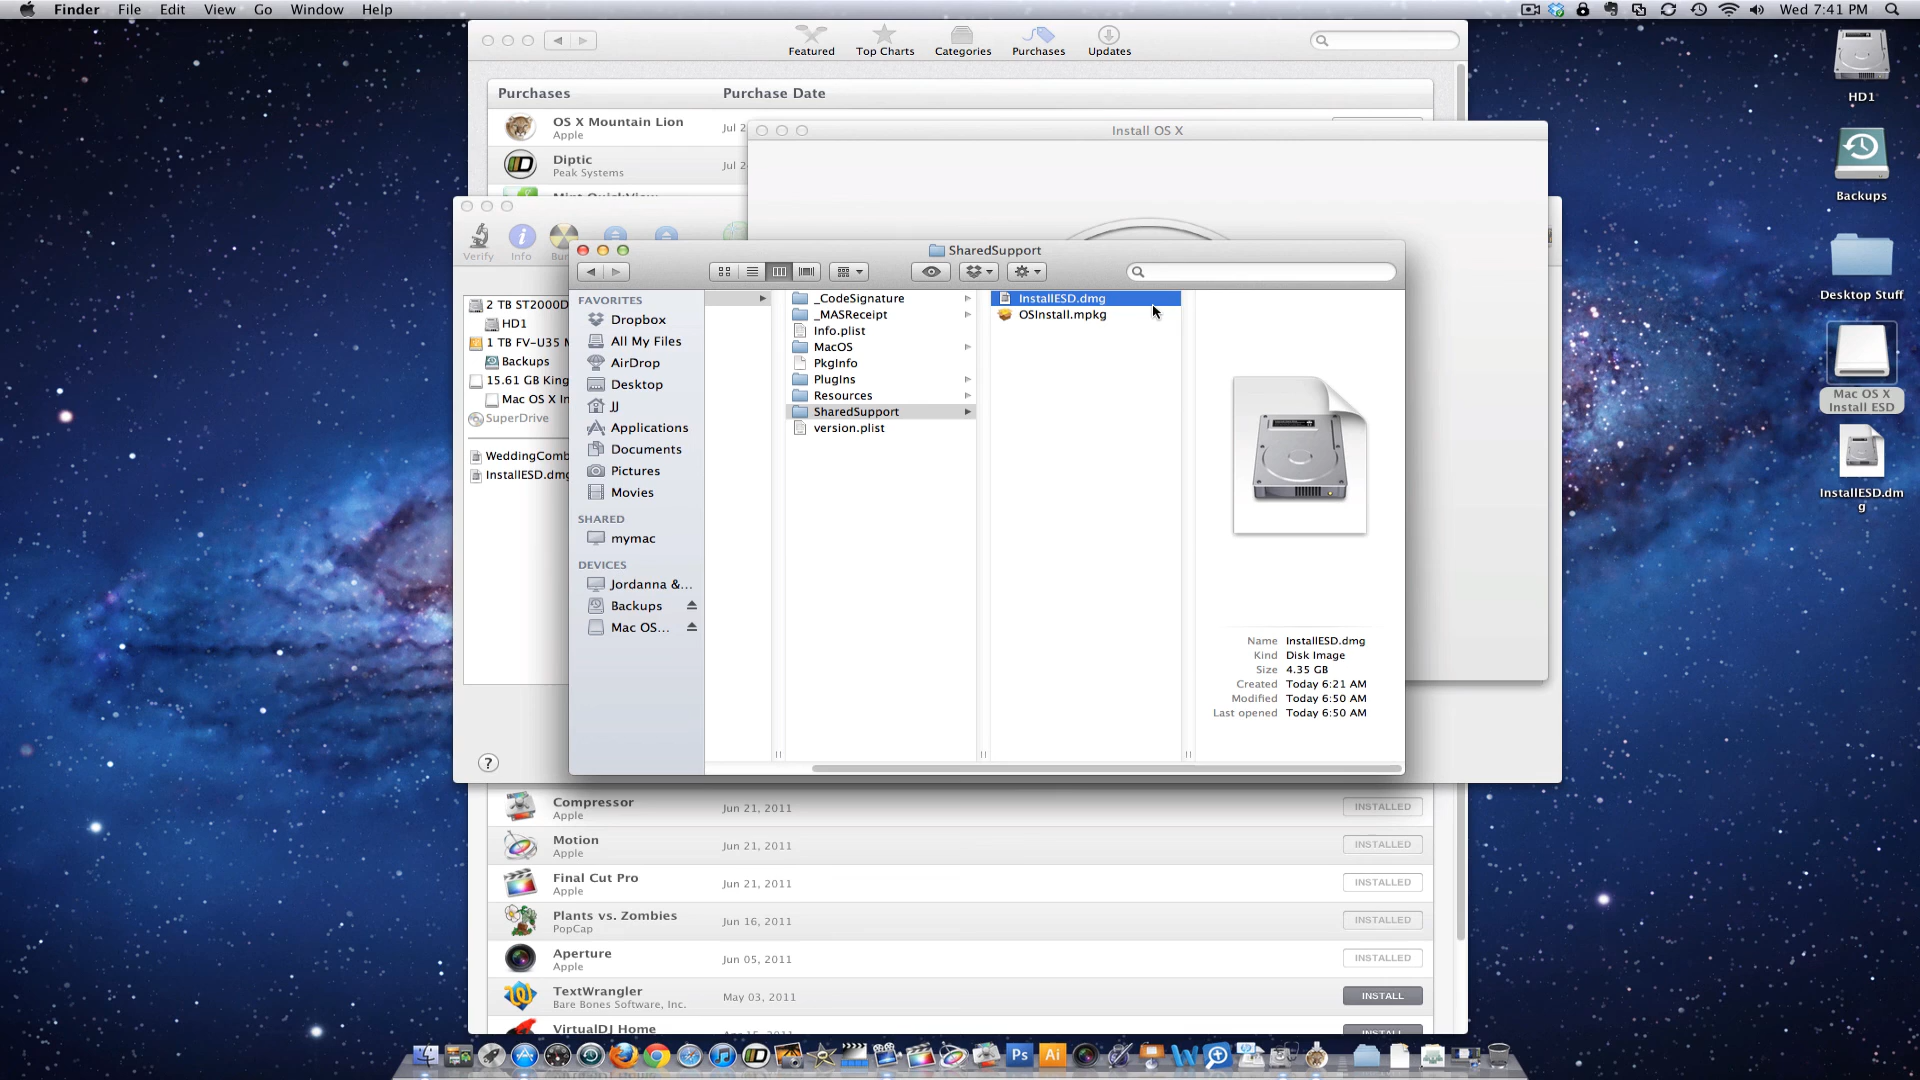 Finder File Edit View Go Window Help
Wed 7:41 PM
Featured Top Charts Categories Purchases Updates
Purchases Purchase Date
OS X Mountain Lion
Apple
Jul 2
Diptic
Peak Systems
Jul 2
Install OS X
Verify Info
2 TB ST2000D
HD1
1 TB FV-U35 M
Backups
15.61 GB King
Mac OS X In
SuperDrive
WeddingComb
InstallESD.dmg
?
SharedSupport
FAVORITES
Dropbox
All My Files
AirDrop
Desktop
JJ
Applications
Documents
Pictures
Movies
SHARED
mymac
DEVICES
Jordanna &...
Backups
Mac OS...
_CodeSignature
_MASReceipt
Info.plist
MacOS
PkgInfo
PlugIns
Resources
SharedSupport
version.plist
InstallESD.dmg
OSInstall.mpkg
Name InstallESD.dmg
Kind Disk Image
Size 4.35 GB
Created Today 6:21 AM
Modified Today 6:50 AM
Last opened Today 6:50 AM
Compressor
Apple
Jun 21, 2011
INSTALLED
Motion
Apple
Jun 21, 2011
INSTALLED
Final Cut Pro
Apple
Jun 21, 2011
INSTALLED
Plants vs. Zombies
PopCap
Jun 16, 2011
INSTALLED
Aperture
Apple
Jun 05, 2011
INSTALLED
TextWrangler
Bare Bones Software, Inc.
May 03, 2011
INSTALL
VirtualDJ Home
HD1
Backups
Desktop Stuff
Mac OS X
Install ESD
InstallESD.dm
g
Ps Ai